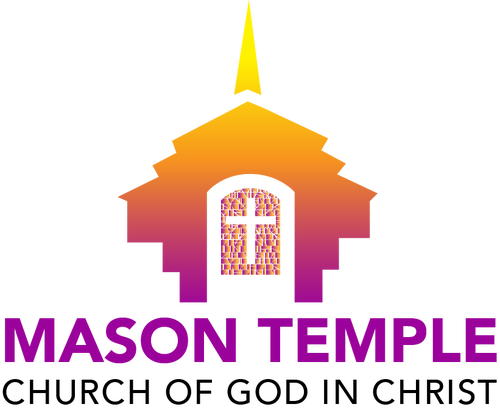 MASON TEMPLE
CHURCH OF GOD IN CHRIST